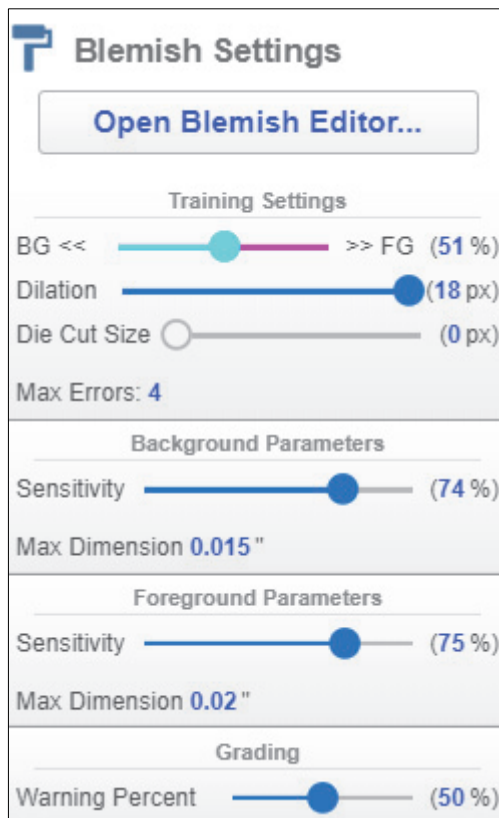 Blemish Settings
Open Blemish Editor...
Training Settings
BG << >> FG (51 %)
Dilation (18 px)
Die Cut Size (0 px)
Max Errors: 4
Background Parameters
Sensitivity (74 %)
Max Dimension 0.015 "
Foreground Parameters
Sensitivity (75 %)
Max Dimension 0.02 "
Grading
Warning Percent (50 %)